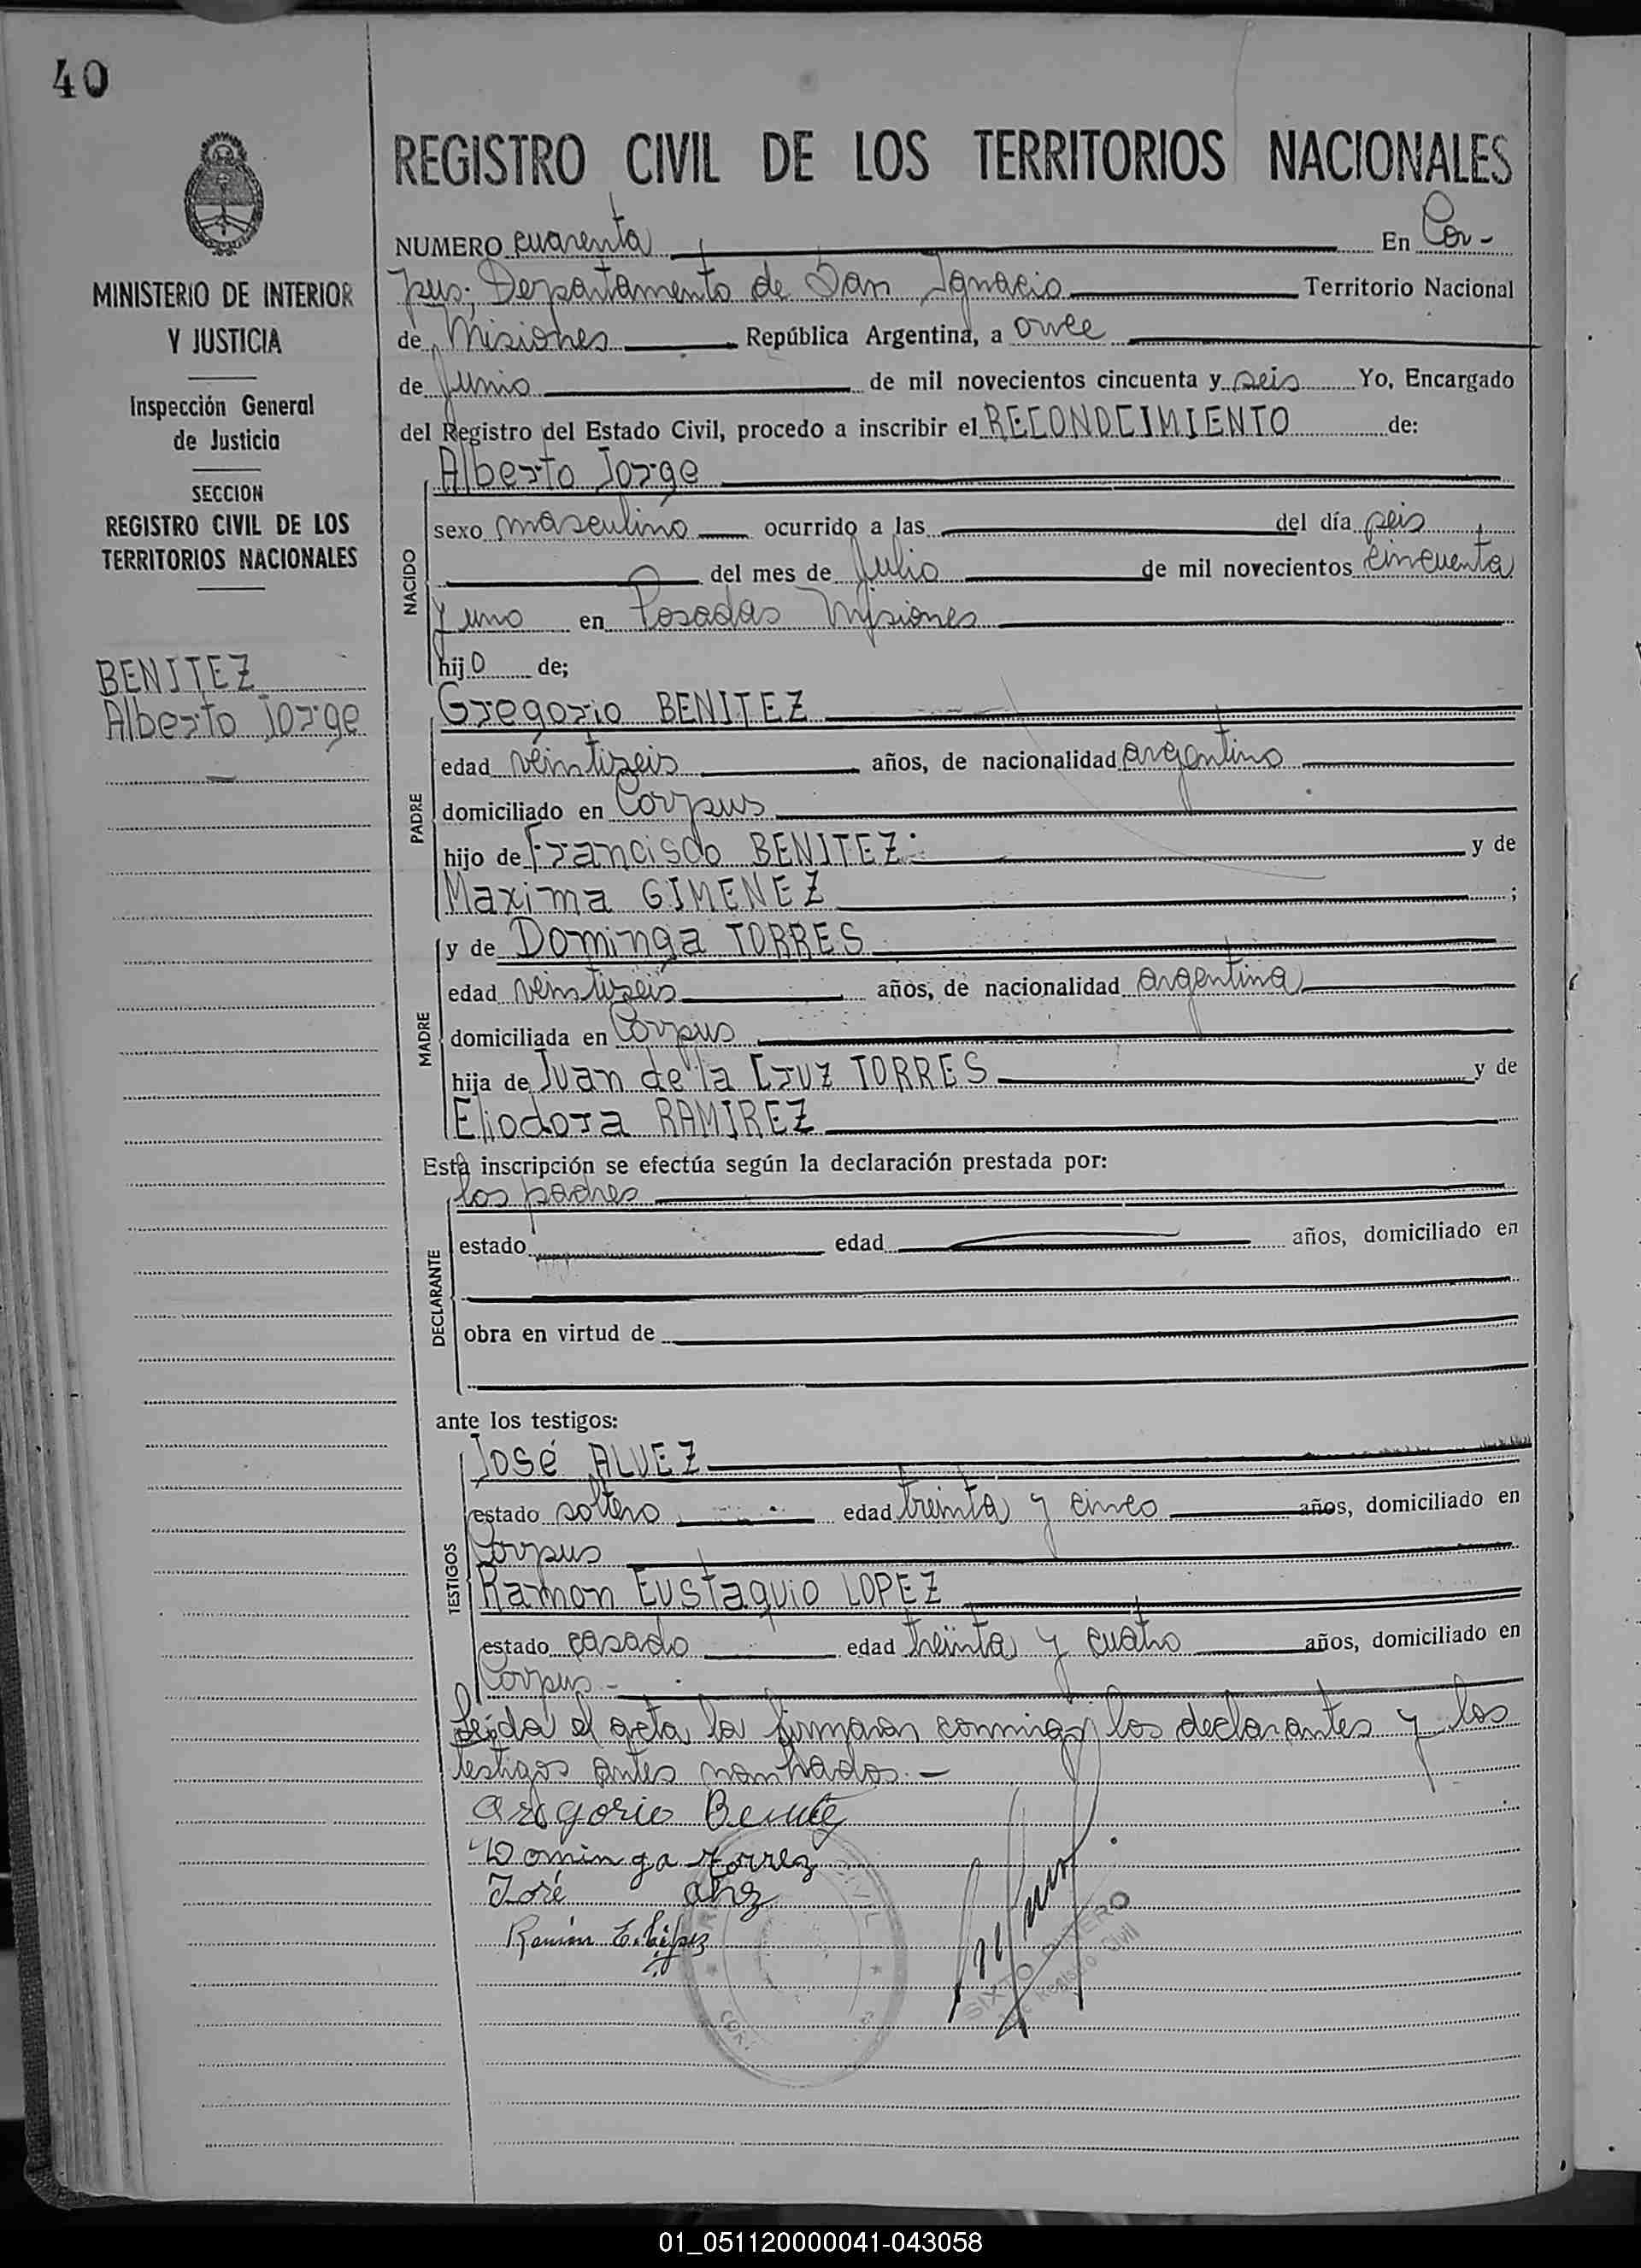 40
REGISTRO CIVIL DE LOS TERRITORIOS NACIONALES
MINISTERIO DE INTERIOR
Y JUSTICIA
Inspección General
de Justicia
SECCION
REGISTRO CIVIL DE LOS
TERRITORIOS NACIONALES
BENITEZ
Alberto Jorge
NUMERO cuarenta En Cor-
pus; Departamento de San Ignacio Territorio Nacional
de Misiones República Argentina, a once
de Junio de mil novecientos cincuenta y seis Yo, Encargado
del Registro del Estado Civil, procedo a inscribir el RECONOCIMIENTO de:
NACIDO
Alberto Jorge
sexo masculino ocurrido a las del día seis
del mes de Julio de mil novecientos cincuenta
y uno en Posadas Misiones
hijo de;
PADRE
Gregorio BENITEZ
edad veintiseis años, de nacionalidad argentino
domiciliado en Corpus
hijo de Francisco BENITEZ y de
Maxima GIMENEZ ;
MADRE
y de Dominga TORRES
edad veintiseis años, de nacionalidad argentina
domiciliada en Corpus
hija de Juan de la Cruz TORRES y de
Eliodora RAMIREZ
Esta inscripción se efectúa según la declaración prestada por:
DECLARANTE
los padres
estado edad años, domiciliado en
obra en virtud de
ante los testigos:
TESTIGOS
José ALVEZ
estado soltero edad treinta y cinco años, domiciliado en
Corpus
Ramon Eustaquio LOPEZ
estado casado edad treinta y cuatro años, domiciliado en
Corpus.-
Leída el acta la firmaron conmigo los declarantes y los
testigos antes nombrados.-
Gregorio Benite
Dominga Torrez
José Alvez
Ramón E. López
SIXTO
Registro Civil
01_051120000041-043058